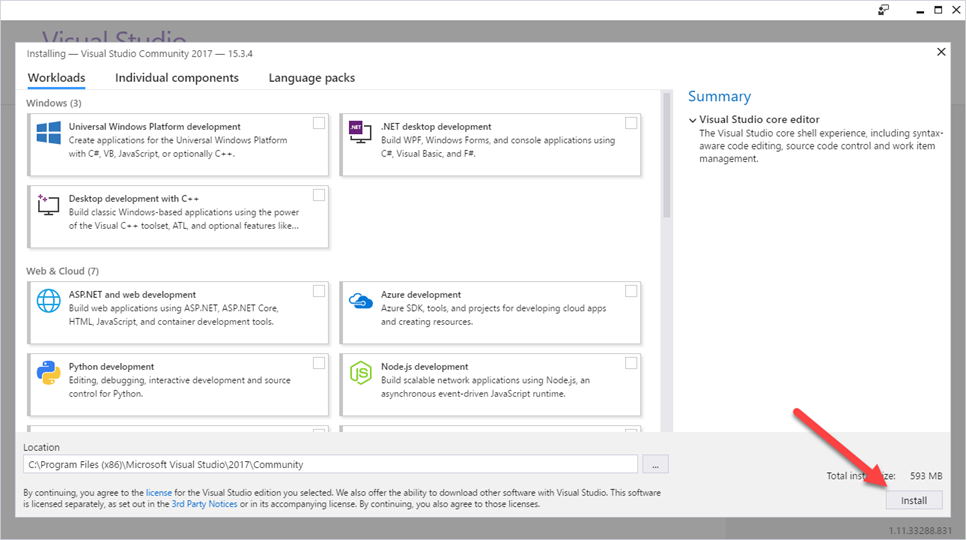 Visual Studio
Installing — Visual Studio Community 2017 — 15.3.4
Workloads
Individual components
Language packs
Windows (3)
Universal Windows Platform development
Create applications for the Universal Windows Platform
with C#, VB, JavaScript, or optionally C++.
.NET
.NET desktop development
Build WPF, Windows Forms, and console applications using
C#, Visual Basic, and F#.
Desktop development with C++
Build classic Windows-based applications using the power
of the Visual C++ toolset, ATL, and optional features like...
Web & Cloud (7)
ASP.NET and web development
Build web applications using ASP.NET, ASP.NET Core,
HTML, JavaScript, and container development tools.
Azure development
Azure SDK, tools, and projects for developing cloud apps
and creating resources.
Python development
Editing, debugging, interactive development and source
control for Python.
Node.js development
Build scalable network applications using Node.js, an
asynchronous event-driven JavaScript runtime.
Summary
Visual Studio core editor
The Visual Studio core shell experience, including syntax-
aware code editing, source code control and work item
management.
Location
C:\Program Files (x86)\Microsoft Visual Studio\2017\Community
...
By continuing, you agree to the license for the Visual Studio edition you selected. We also offer the ability to download other software with Visual Studio. This software
is licensed separately, as set out in the 3rd Party Notices or in its accompanying license. By continuing, you also agree to those licenses.
Total install size: 593 MB
Install
1.11.33288.831